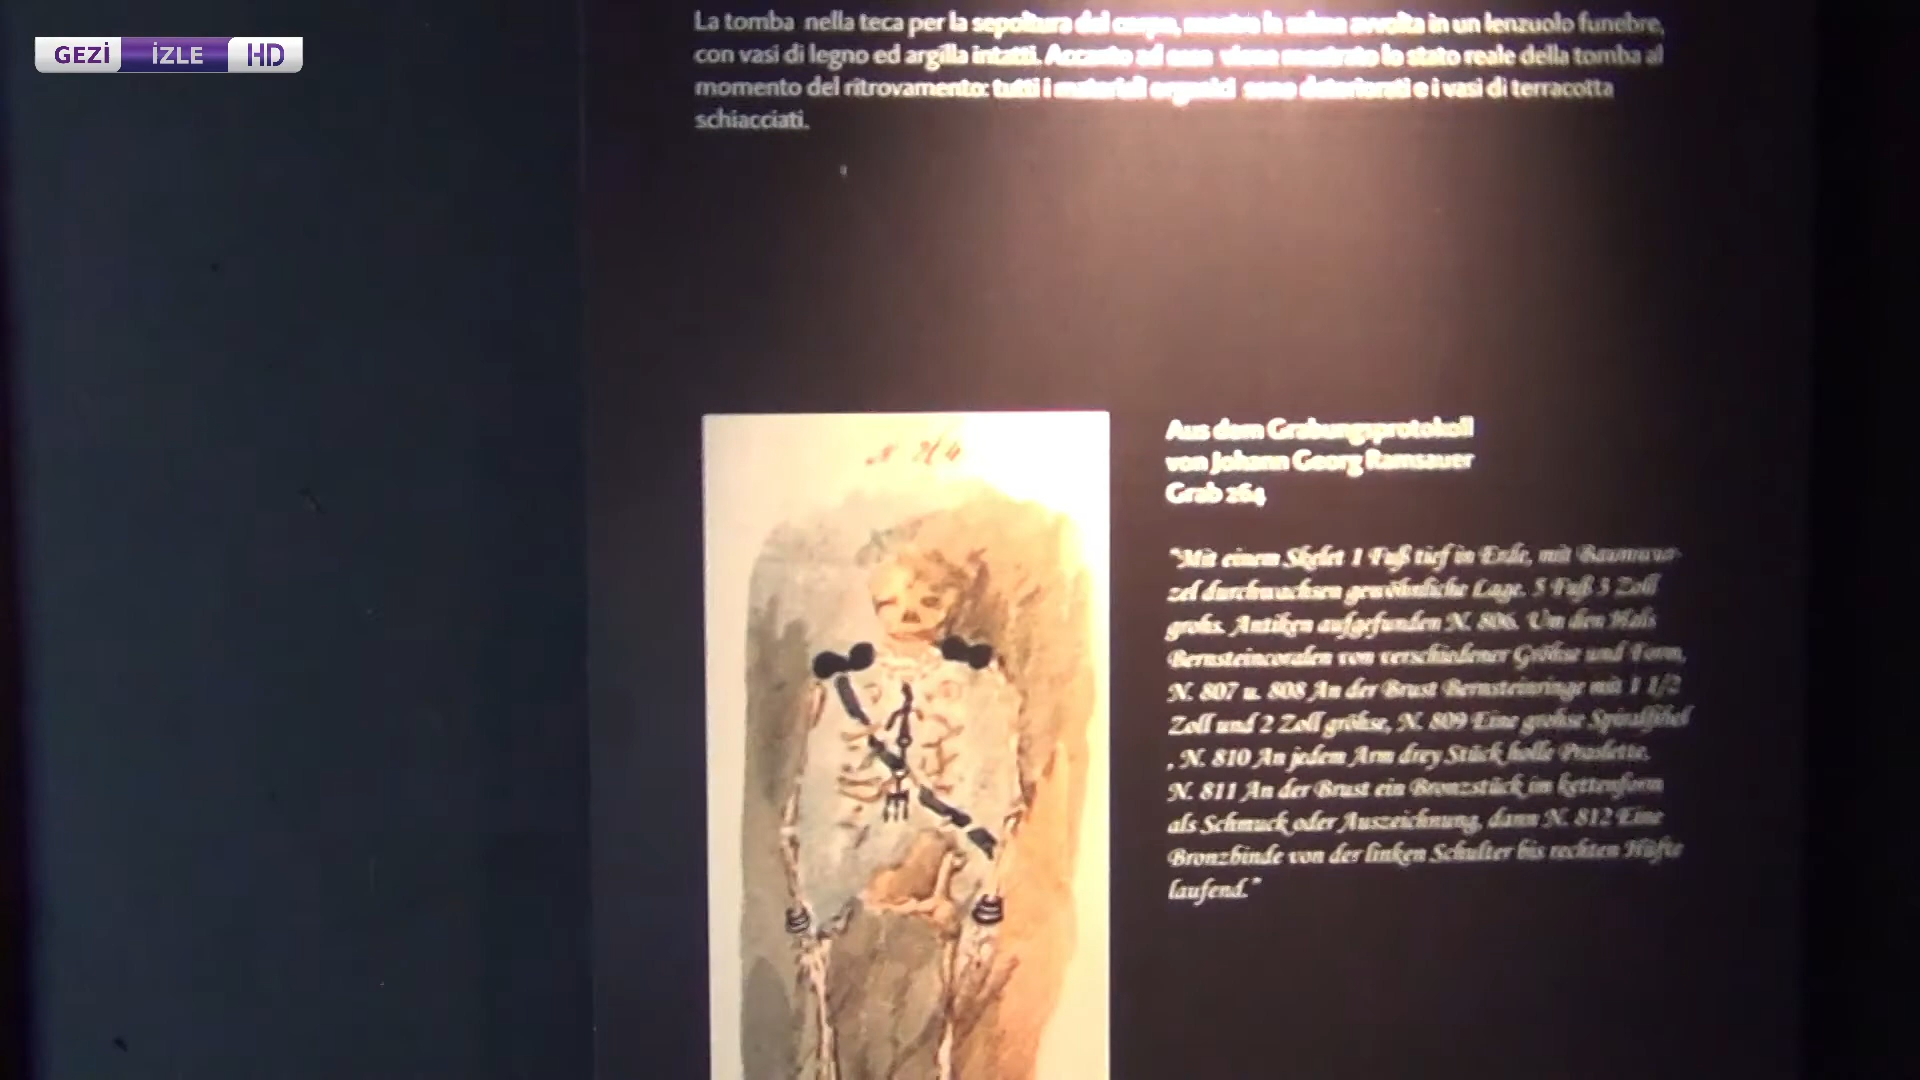 GEZİ İZLE HD
La tomba nella teca per la sepoltura del corpo, mostra la salma avvolta in un lenzuolo funebre,
con vasi di legno ed argilla intatti. Accanto ad essa viene mostrato lo stato reale della tomba al
momento del ritrovamento: tutti i materiali organici sono deteriorati e i vasi di terracotta
schiacciati.
Aus dem Grabungsprotokoll
von Johann Georg Ramsauer
Grab 264
"Mit einem Skelet 1 Fuß tief in Erde, mit Baumwur-
zel durchwachsen gewöhnliche Lage. 5 Fuß 3 Zoll
grohs. Antiken aufgefunden N. 806. Um den Hals
Bernsteincoralen von verschiedener Gröhse und Form,
N. 807 u. 808 An der Brust Bernsteinringe mit 1 1/2
Zoll und 2 Zoll gröhse, N. 809 Eine grohse Spiralfibel
, N. 810 An jedem Arm drey Stück holle Praslette.
N. 811 An der Brust ein Bronzstück im kettenform
als Schmuck oder Auszeichnung, dann N. 812 Eine
Bronzbinde von der linken Schulter bis rechten Hüfte
laufend."